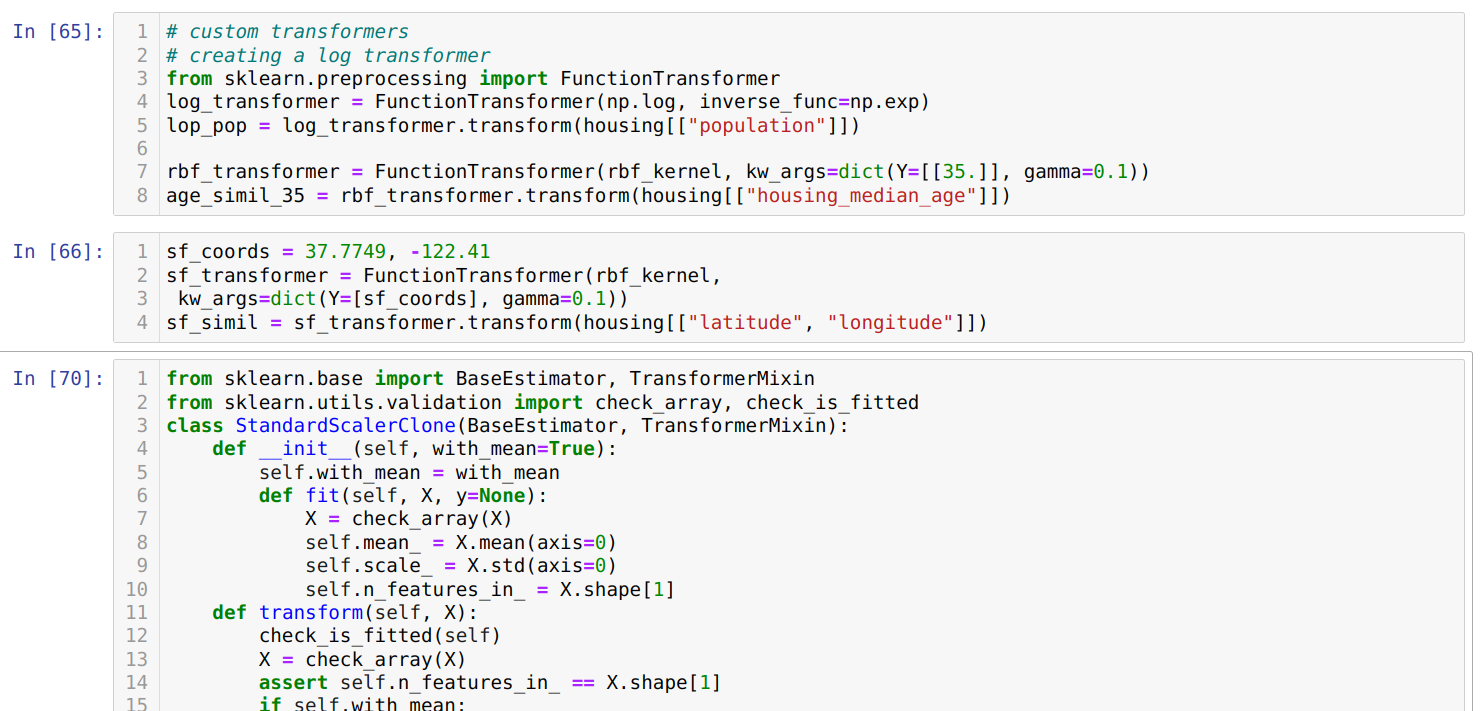 In [65]:
1 # custom transformers
2 # creating a log transformer
3 from sklearn.preprocessing import FunctionTransformer
4 log_transformer = FunctionTransformer(np.log, inverse_func=np.exp)
5 lop_pop = log_transformer.transform(housing[["population"]])
6
7 rbf_transformer = FunctionTransformer(rbf_kernel, kw_args=dict(Y=[[35.]], gamma=0.1))
8 age_simil_35 = rbf_transformer.transform(housing[["housing_median_age"]])
In [66]:
1 sf_coords = 37.7749, -122.41
2 sf_transformer = FunctionTransformer(rbf_kernel,
3  kw_args=dict(Y=[sf_coords], gamma=0.1))
4 sf_simil = sf_transformer.transform(housing[["latitude", "longitude"]])
In [70]:
1 from sklearn.base import BaseEstimator, TransformerMixin
2 from sklearn.utils.validation import check_array, check_is_fitted
3 class StandardScalerClone(BaseEstimator, TransformerMixin):
4     def __init__(self, with_mean=True):
5         self.with_mean = with_mean
6         def fit(self, X, y=None):
7             X = check_array(X)
8             self.mean_ = X.mean(axis=0)
9             self.scale_ = X.std(axis=0)
10             self.n_features_in_ = X.shape[1]
11     def transform(self, X):
12         check_is_fitted(self)
13         X = check_array(X)
14         assert self.n_features_in_ == X.shape[1]
15         if self.with_mean: